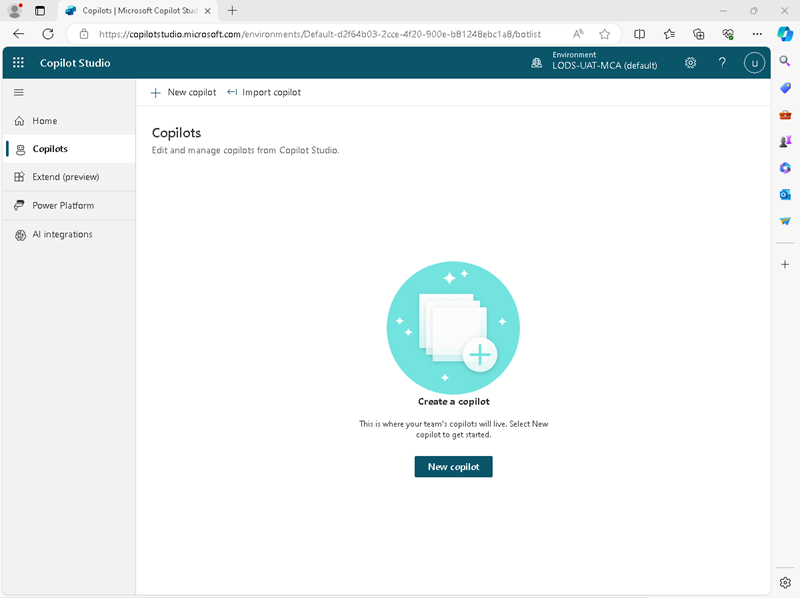 Copilots | Microsoft Copilot Stud
https://copilotstudio.microsoft.com/environments/Default-d2f64b03-2cce-4f20-900e-b81248ebc1a8/botlist
Copilot Studio
Environment
LODS-UAT-MCA (default)
?
U
New copilot
Import copilot
Home
Copilots
Extend (preview)
Power Platform
AI integrations
Copilots
Edit and manage copilots from Copilot Studio.
Create a copilot
This is where your team's copilots will live. Select New
copilot to get started.
New copilot